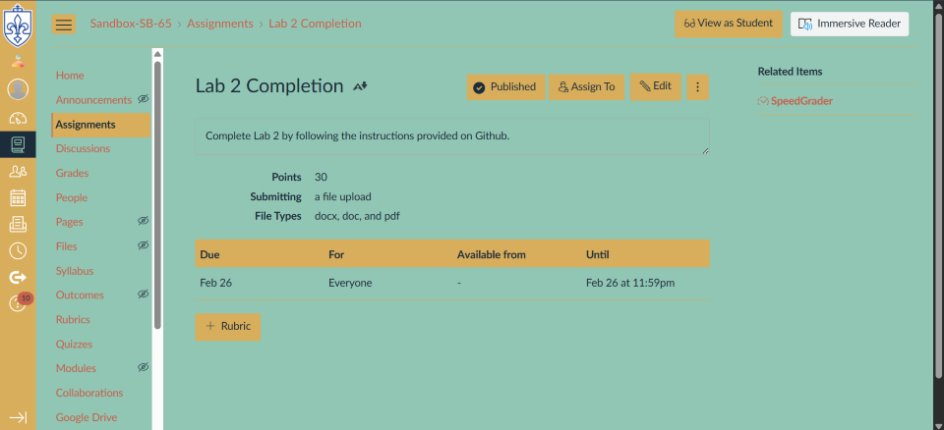 Sandbox-SB-65 > Assignments > Lab 2 Completion
View as Student
Immersive Reader
Home
Announcements
Assignments
Discussions
Grades
People
Pages
Files
Syllabus
Outcomes
Rubrics
Quizzes
Modules
Collaborations
Google Drive
10
Lab 2 Completion
Published
Assign To
Edit
Complete Lab 2 by following the instructions provided on Github.
Points 30
Submitting a file upload
File Types docx, doc, and pdf
Due For Available from Until
Feb 26 Everyone - Feb 26 at 11:59pm
+ Rubric
Related Items
SpeedGrader